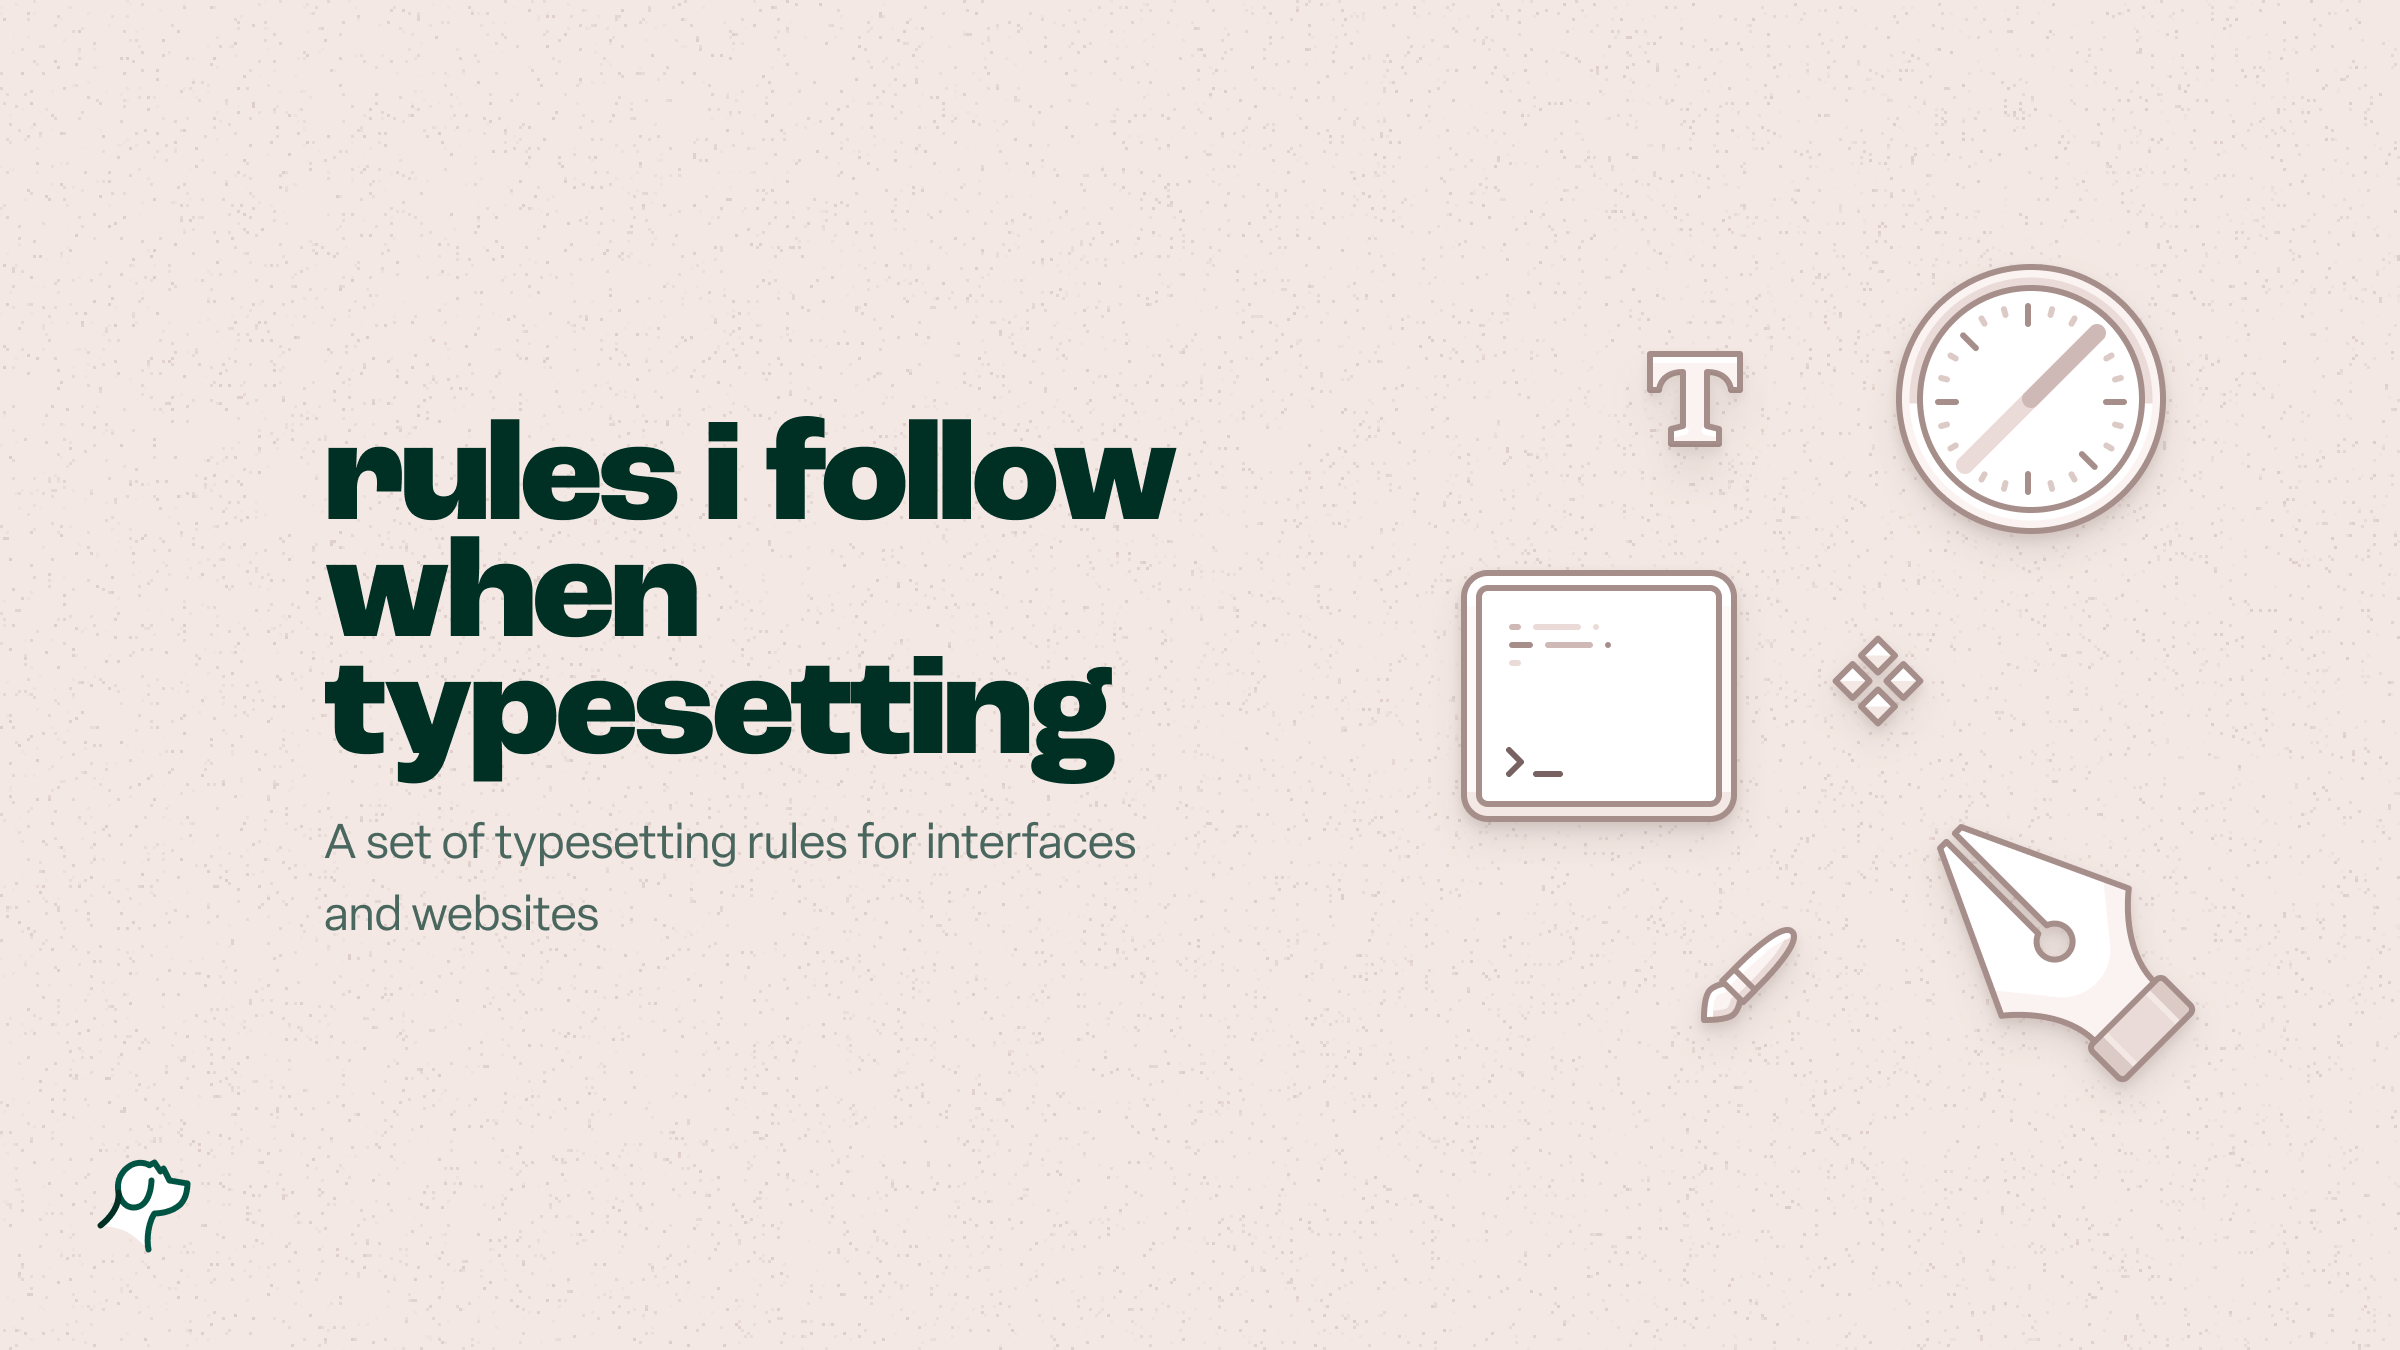 rules i follow
when
typesetting
A set of typesetting rules for interfaces
and websites
T
>_